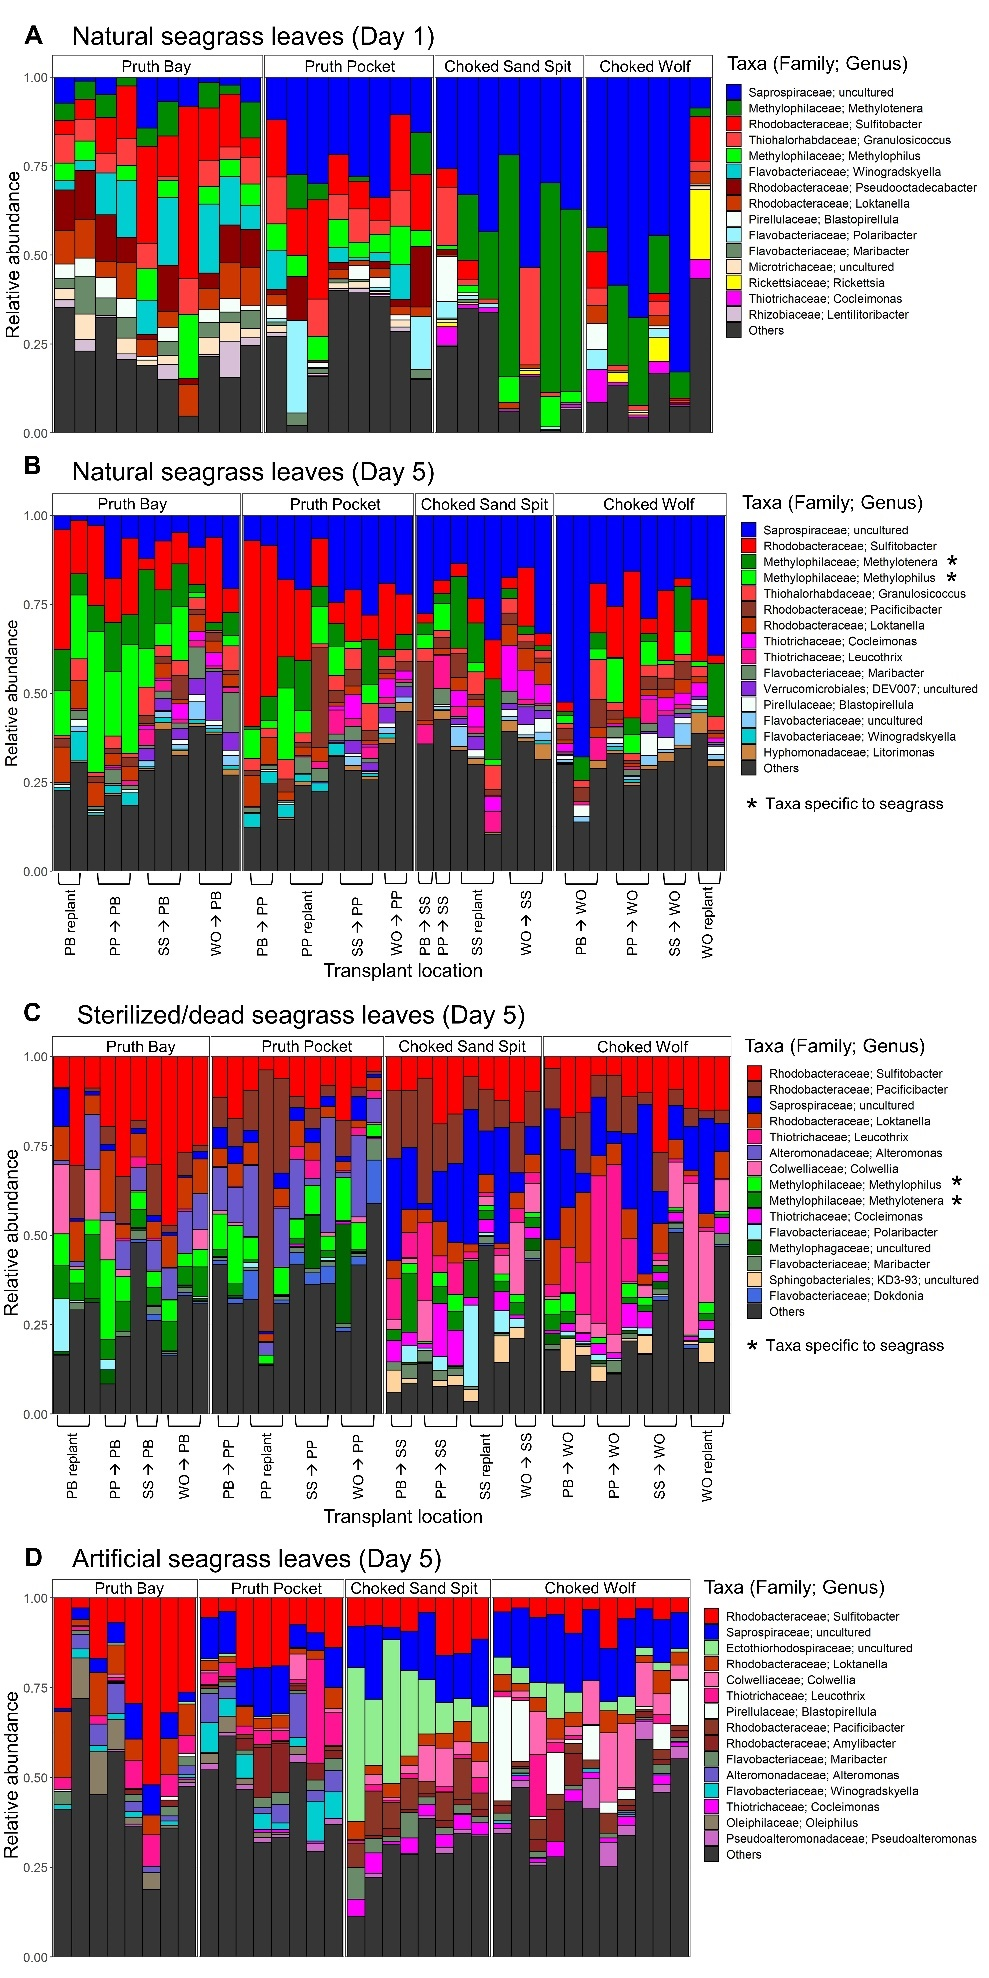 A Natural seagrass leaves (Day 1)
Pruth Bay Pruth Pocket Choked Sand Spit Choked Wolf
Relative abundance
1.00
0.75
0.50
0.25
0.00
Taxa (Family; Genus)
Saprospiraceae; uncultured
Methylophilaceae; Methylotenera
Rhodobacteraceae; Sulfitobacter
Thiohalorhabdaceae; Granulosicoccus
Methylophilaceae; Methylophilus
Flavobacteriaceae; Winogradskyella
Rhodobacteraceae; Pseudooctadecabacter
Rhodobacteraceae; Loktanella
Pirellulaceae; Blastopirellula
Flavobacteriaceae; Polaribacter
Flavobacteriaceae; Maribacter
Microtrichaceae; uncultured
Rickettsiaceae; Rickettsia
Thiotrichaceae; Cocleimonas
Rhizobiaceae; Lentilitoribacter
Others
B Natural seagrass leaves (Day 5)
Pruth Bay Pruth Pocket Choked Sand Spit Choked Wolf
Relative abundance
1.00
0.75
0.50
0.25
0.00
Taxa (Family; Genus)
Saprospiraceae; uncultured
Rhodobacteraceae; Sulfitobacter
Methylophilaceae; Methylotenera *
Methylophilaceae; Methylophilus *
Thiohalorhabdaceae; Granulosicoccus
Rhodobacteraceae; Pacificibacter
Rhodobacteraceae; Loktanella
Thiotrichaceae; Cocleimonas
Thiotrichaceae; Leucothrix
Flavobacteriaceae; Maribacter
Verrucomicrobiales; DEV007; uncultured
Pirellulaceae; Blastopirellula
Flavobacteriaceae; uncultured
Flavobacteriaceae; Winogradskyella
Hyphomonadaceae; Litorimonas
Others
* Taxa specific to seagrass
PB replant
PP → PB
SS → PB
WO → PB
PB → PP
PP replant
SS → PP
WO → PP
PB → SS
PP → SS
SS replant
WO → SS
PB → WO
PP → WO
SS → WO
WO replant
Transplant location
C Sterilized/dead seagrass leaves (Day 5)
Pruth Bay Pruth Pocket Choked Sand Spit Choked Wolf
Relative abundance
1.00
0.75
0.50
0.25
0.00
Taxa (Family; Genus)
Rhodobacteraceae; Sulfitobacter
Rhodobacteraceae; Pacificibacter
Saprospiraceae; uncultured
Rhodobacteraceae; Loktanella
Thiotrichaceae; Leucothrix
Alteromonadaceae; Alteromonas
Colwelliaceae; Colwellia
Methylophilaceae; Methylophilus *
Methylophilaceae; Methylotenera *
Thiotrichaceae; Cocleimonas
Flavobacteriaceae; Polaribacter
Methylophagaceae; uncultured
Flavobacteriaceae; Maribacter
Sphingobacteriales; KD3-93; uncultured
Flavobacteriaceae; Dokdonia
Others
* Taxa specific to seagrass
PB replant
PP → PB
SS → PB
WO → PB
PB → PP
PP replant
SS → PP
WO → PP
PB → SS
PP → SS
SS replant
WO → SS
PB → WO
PP → WO
SS → WO
WO replant
Transplant location
D Artificial seagrass leaves (Day 5)
Pruth Bay Pruth Pocket Choked Sand Spit Choked Wolf
Relative abundance
1.00
0.75
0.50
0.25
0.00
Taxa (Family; Genus)
Rhodobacteraceae; Sulfitobacter
Saprospiraceae; uncultured
Ectothiorhodospiraceae; uncultured
Rhodobacteraceae; Loktanella
Colwelliaceae; Colwellia
Thiotrichaceae; Leucothrix
Pirellulaceae; Blastopirellula
Rhodobacteraceae; Pacificibacter
Rhodobacteraceae; Amylibacter
Flavobacteriaceae; Maribacter
Alteromonadaceae; Alteromonas
Flavobacteriaceae; Winogradskyella
Thiotrichaceae; Cocleimonas
Oleiphilaceae; Oleiphilus
Pseudoalteromonadaceae; Pseudoalteromonas
Others